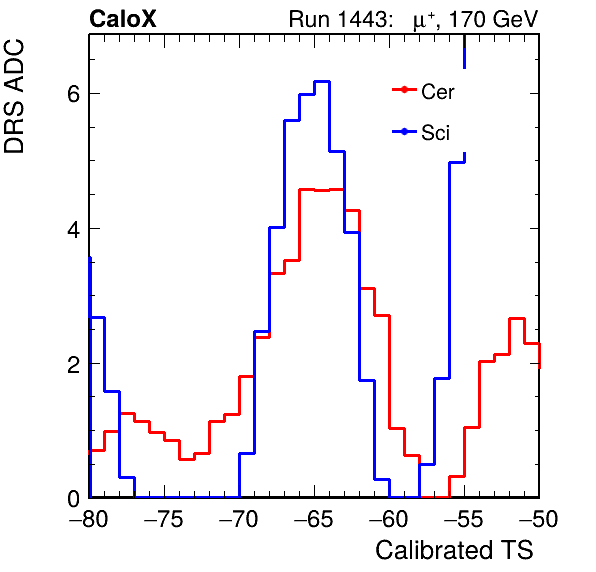 CaloX Run 1443: μ⁺, 170 GeV
DRS ADC
Cer
Sci
6
4
2
0
−80 −75 −70 −65 −60 −55 −50
Calibrated TS